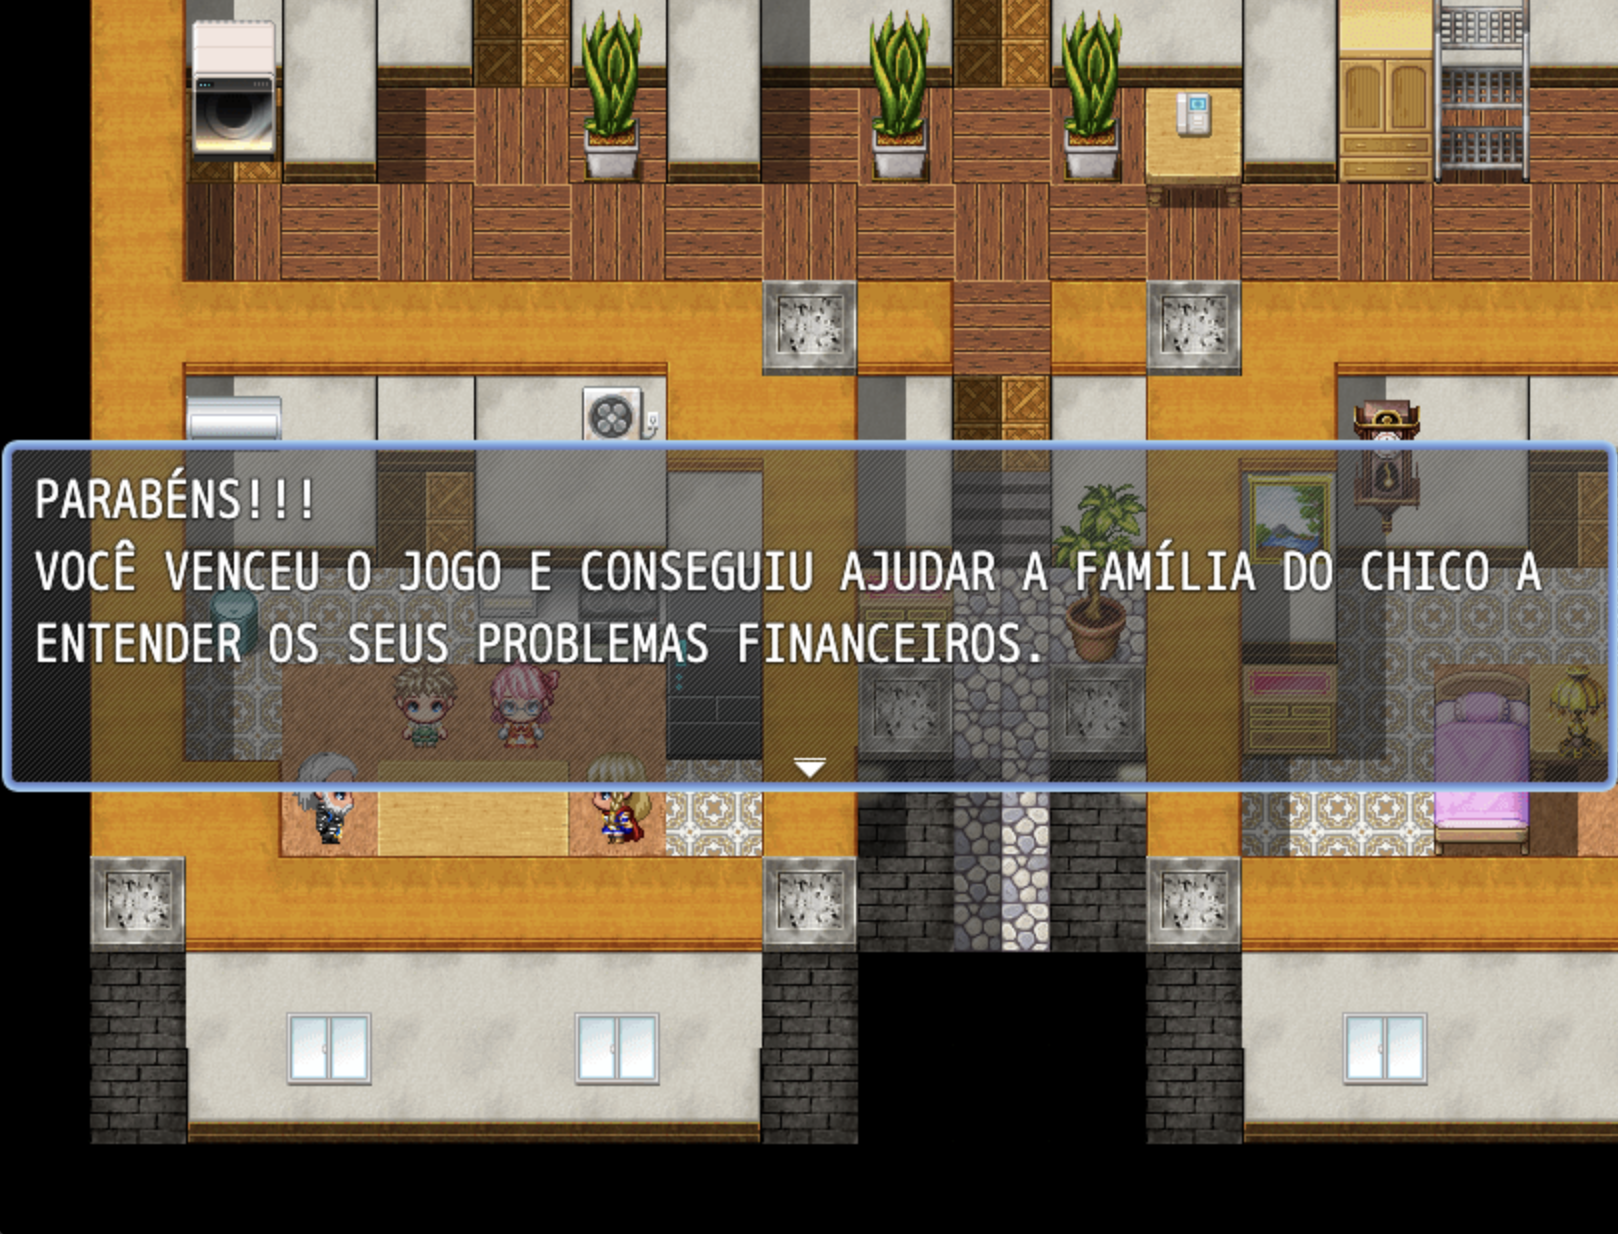 PARABÉNS!!!
VOCÊ VENCEU O JOGO E CONSEGUIU AJUDAR A FAMÍLIA DO CHICO A
ENTENDER OS SEUS PROBLEMAS FINANCEIROS.